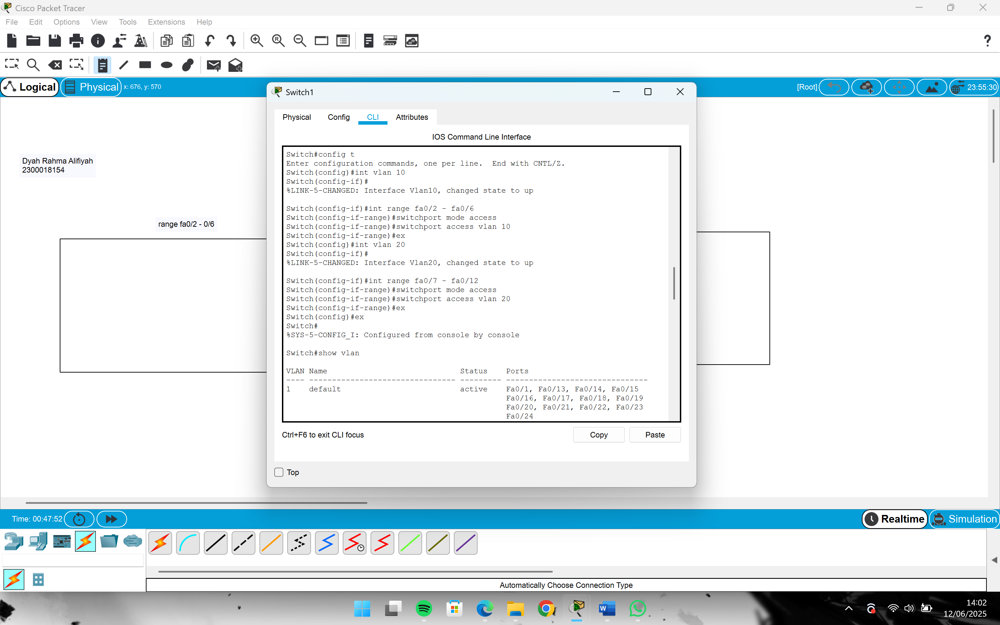 Cisco Packet Tracer
File Edit Options View Tools Extensions Help
Logical Physical x: 676, y: 570
[Root] 23:55:30
Dyah Rahma Alifiyah
2300018154
range fa0/2 - 0/6
Switch1
Physical Config CLI Attributes
IOS Command Line Interface
Switch#config t
Enter configuration commands, one per line.  End with CNTL/Z.
Switch(config)#int vlan 10
Switch(config-if)#
%LINK-5-CHANGED: Interface Vlan10, changed state to up
Switch(config-if)#int range fa0/2 - fa0/6
Switch(config-if-range)#switchport mode access
Switch(config-if-range)#switchport access vlan 10
Switch(config-if-range)#ex
Switch(config)#int vlan 20
Switch(config-if)#
%LINK-5-CHANGED: Interface Vlan20, changed state to up
Switch(config-if)#int range fa0/7 - fa0/12
Switch(config-if-range)#switchport mode access
Switch(config-if-range)#switchport access vlan 20
Switch(config-if-range)#ex
Switch(config)#ex
Switch#
%SYS-5-CONFIG_I: Configured from console by console
Switch#show vlan
VLAN Name Status Ports
---- -------------------------------- --------- -------------------------------
1 default active Fa0/1, Fa0/13, Fa0/14, Fa0/15
Fa0/16, Fa0/17, Fa0/18, Fa0/19
Fa0/20, Fa0/21, Fa0/22, Fa0/23
Fa0/24
Ctrl+F6 to exit CLI focus
Copy Paste
Top
Time: 00:47:52
Realtime Simulation
Automatically Choose Connection Type
14:02
12/06/2025